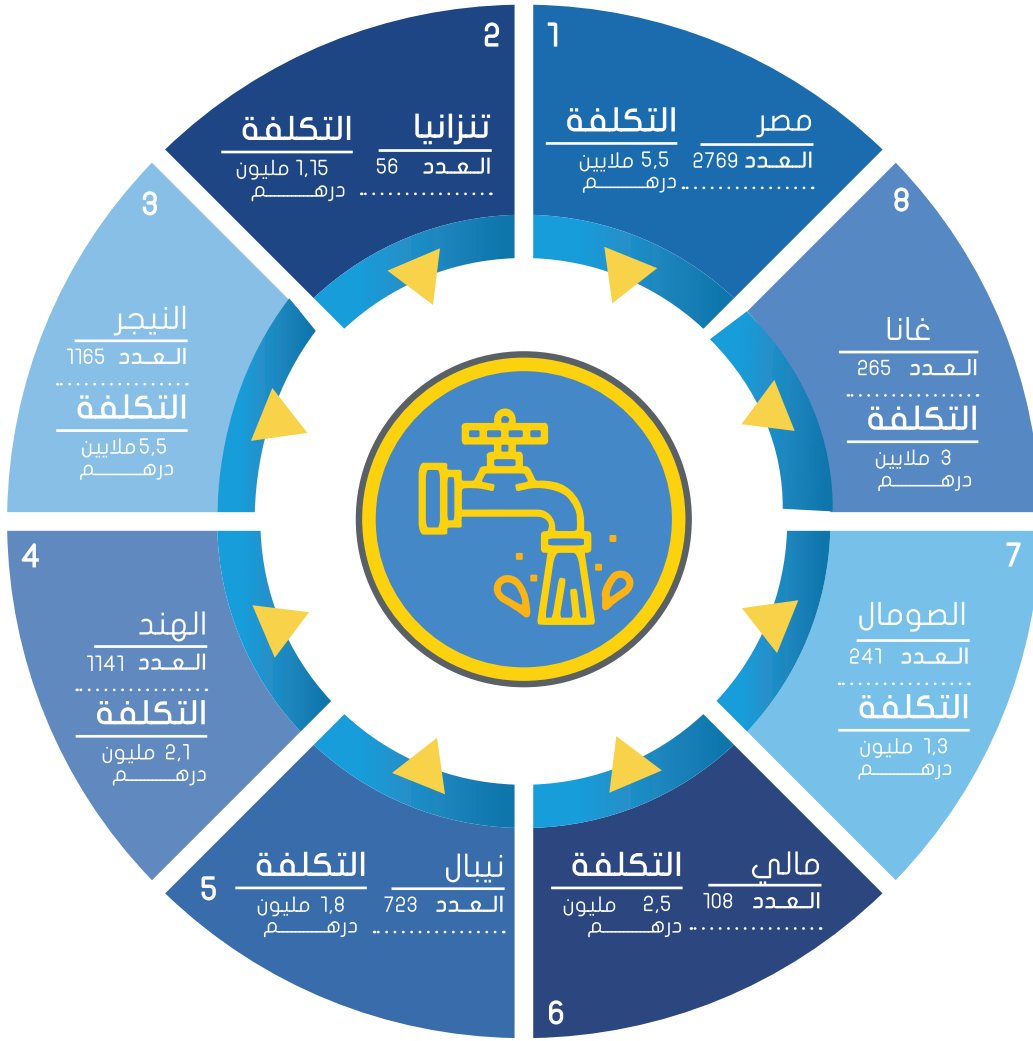 1
مصر
العدد 2769
التكلفة
5,5 ملايين
درهم
2
تنزانيا
العدد 56
التكلفة
1,15 مليون
درهم
3
النيجر
العدد 1165
التكلفة
5,5 ملايين
درهم
4
الهند
العدد 1141
التكلفة
2,1 مليون
درهم
5
نيبال
العدد 723
التكلفة
1,8 مليون
درهم
6
مالي
العدد 108
التكلفة
2,5 مليون
درهم
7
الصومال
العدد 241
التكلفة
1,3 مليون
درهم
8
غانا
العدد 265
التكلفة
3 ملايين
درهم